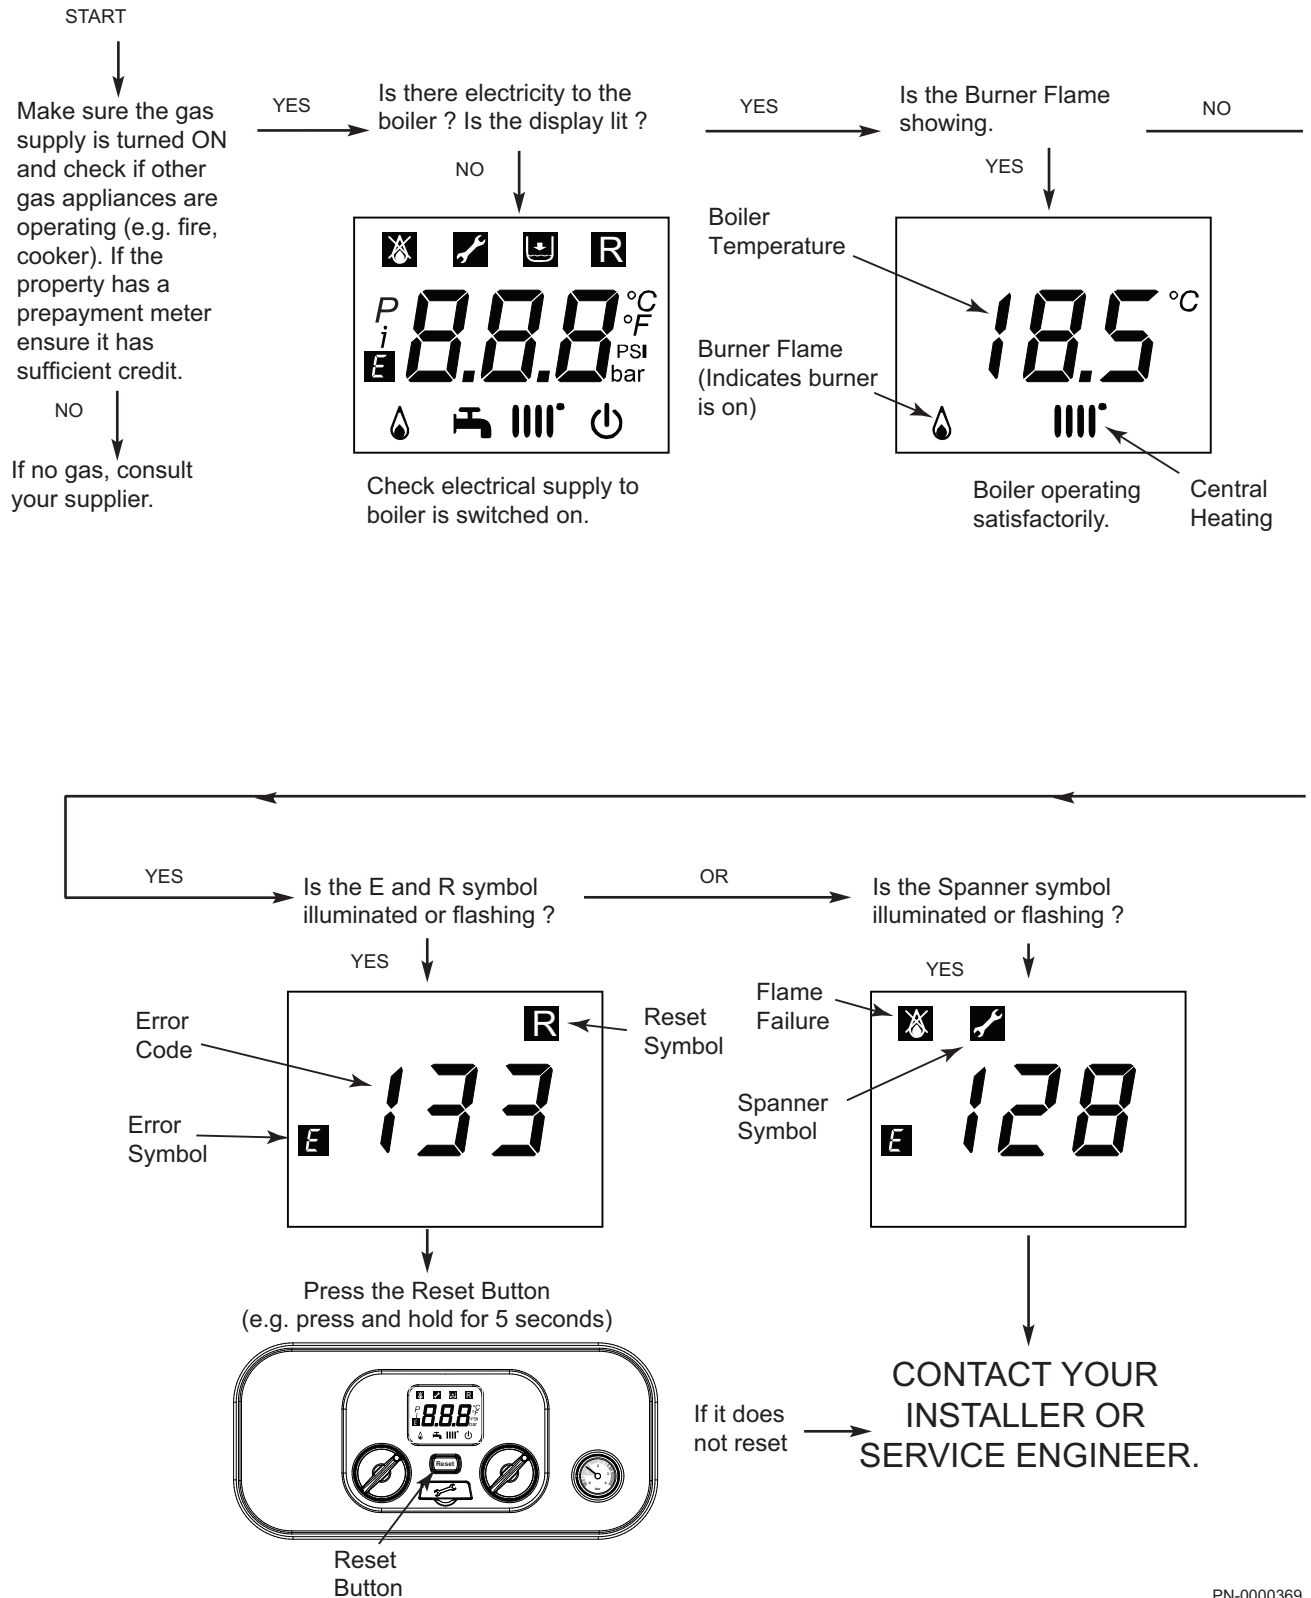 START
Make sure the gas
supply is turned ON
and check if other
gas appliances are
operating (e.g. fire,
cooker). If the
property has a
prepayment meter
ensure it has
sufficient credit.
NO
If no gas, consult
your supplier.
YES
Is there electricity to the
boiler ? Is the display lit ?
NO
R
P
i
E
8.8.8
°C
°F
PSI
bar
Check electrical supply to
boiler is switched on.
YES
Is the Burner Flame
showing.
NO
YES
Boiler
Temperature
18.5 °C
Burner Flame
(Indicates burner
is on)
Boiler operating
satisfactorily.
Central
Heating
YES
Is the E and R symbol
illuminated or flashing ?
YES
Error
Code
R
Reset
Symbol
133
Error
Symbol
E
Press the Reset Button
(e.g. press and hold for 5 seconds)
R
P
i
E
8.8.8
°C
°F
PSI
bar
Reset
bar
Reset
Button
If it does
not reset
OR
Is the Spanner symbol
illuminated or flashing ?
YES
Flame
Failure
Spanner
Symbol
E
128
CONTACT YOUR
INSTALLER OR
SERVICE ENGINEER.
PN-0000369